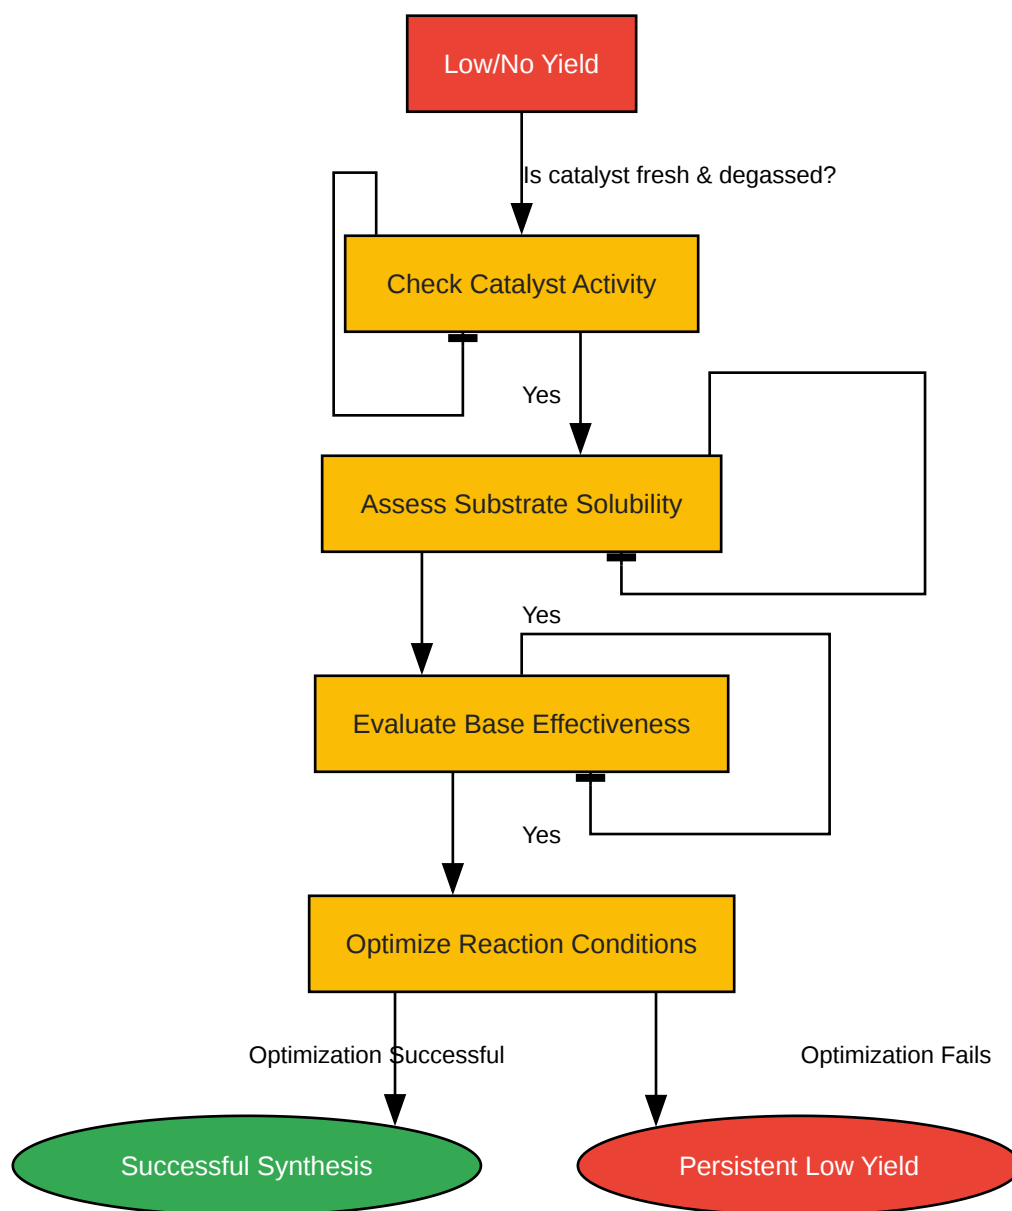 Low/No Yield
Is catalyst fresh & degassed?
Check Catalyst Activity
Yes
Assess Substrate Solubility
Yes
Evaluate Base Effectiveness
Yes
Optimize Reaction Conditions
Optimization Successful
Optimization Fails
Successful Synthesis
Persistent Low Yield